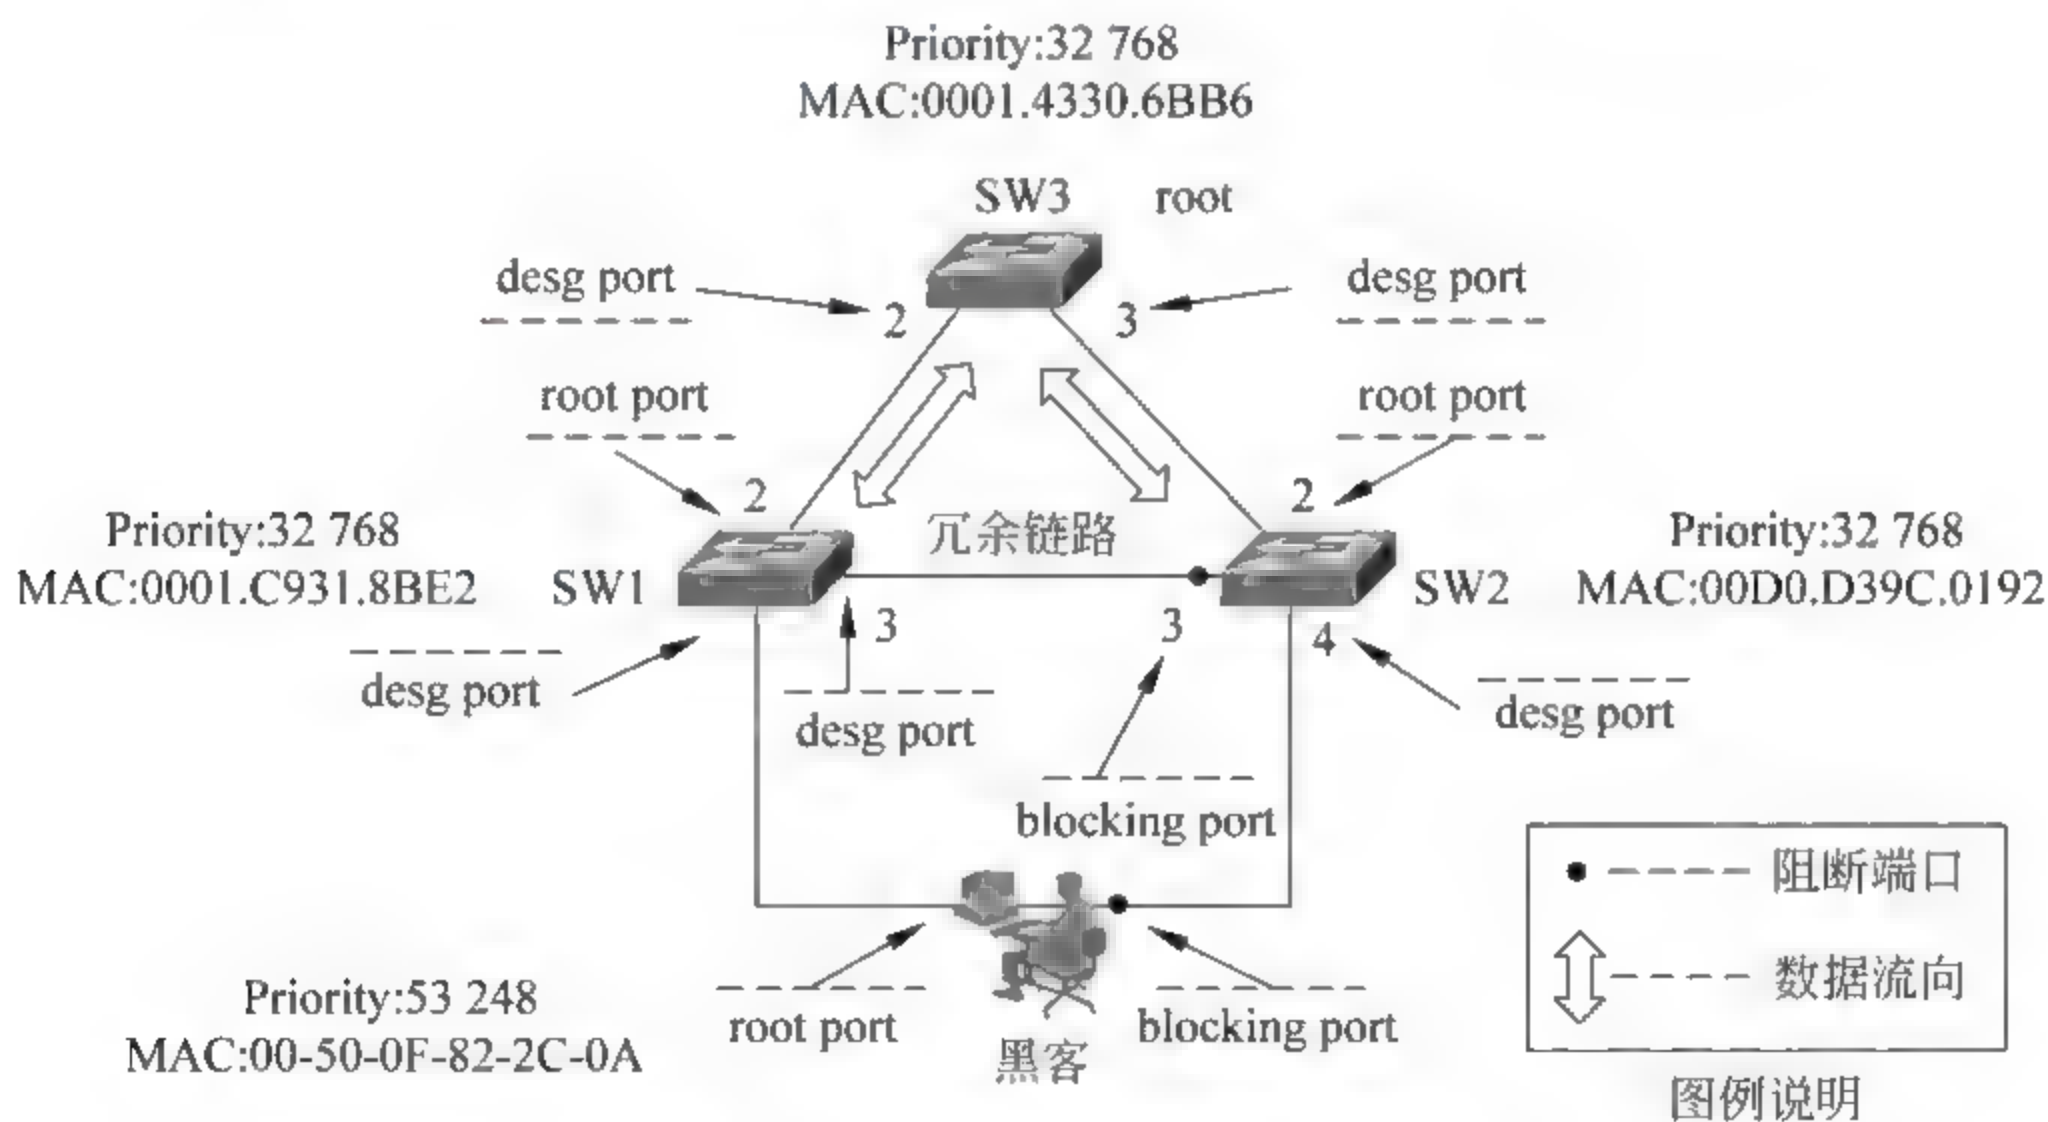 Priority:32 768
MAC:0001.4330.6BB6
SW3 root
desg port
desg port
2
3
root port
root port
2
2
Priority:32 768
MAC:0001.C931.8BE2
SW1
冗余链路
SW2
Priority:32 768
MAC:00D0.D39C.0192
3
3
4
desg port
desg port
desg port
blocking port
阻断端口
数据流向
图例说明
Priority:53 248
MAC:00-50-0F-82-2C-0A
root port
黑客
blocking port